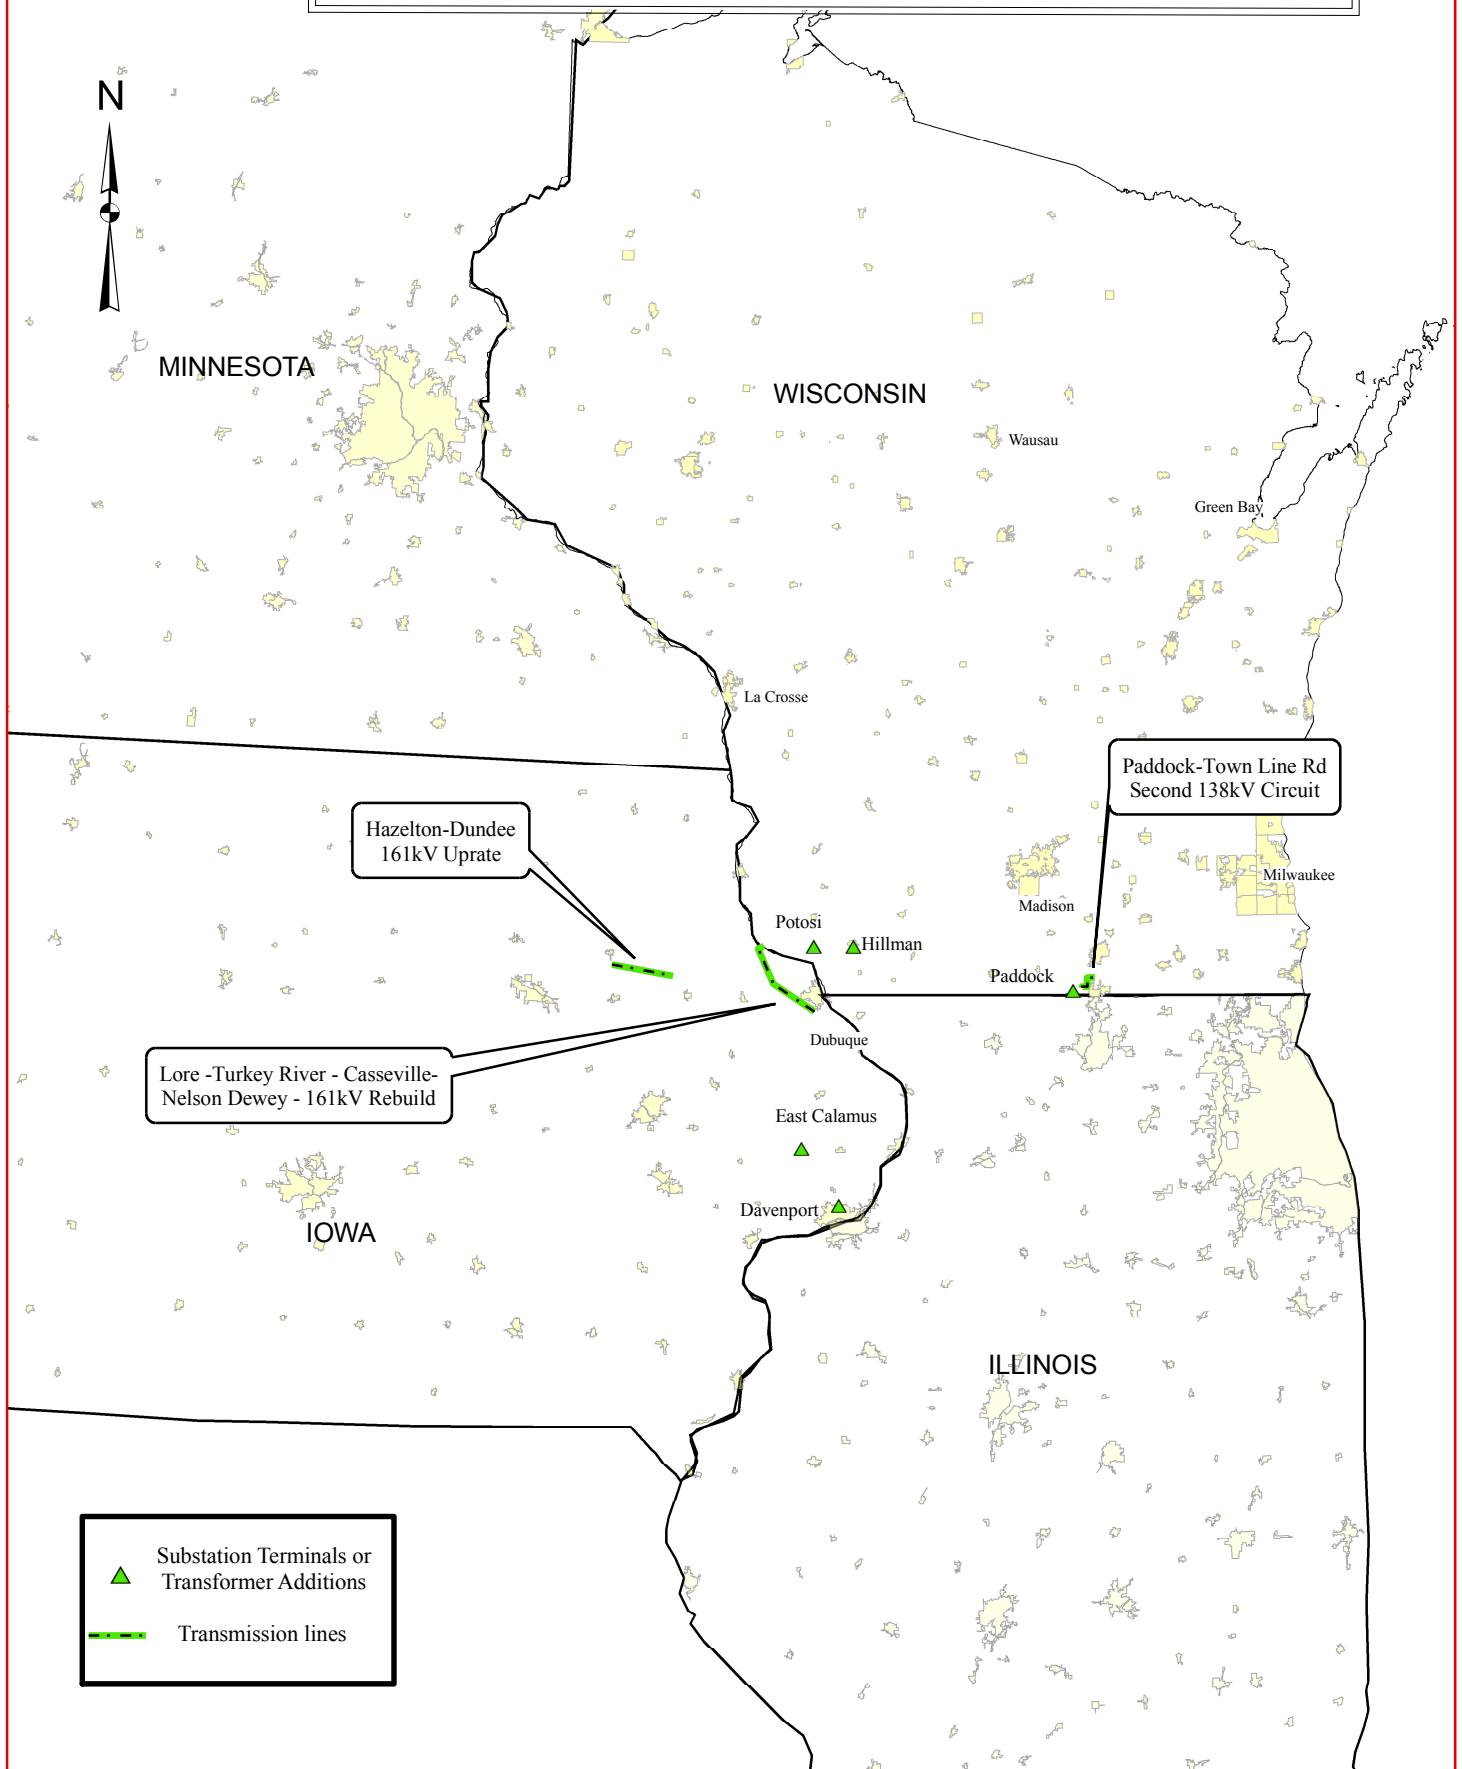 N
MINNESOTA
WISCONSIN
Wausau
Green Bay
La Crosse
Paddock-Town Line Rd
Second 138kV Circuit
Hazelton-Dundee
161kV Uprate
Milwaukee
Madison
Potosi
Hillman
Paddock
Dubuque
Lore -Turkey River - Casseville-
Nelson Dewey - 161kV Rebuild
East Calamus
Davenport
IOWA
ILLINOIS
Substation Terminals or
Transformer Additions
Transmission lines